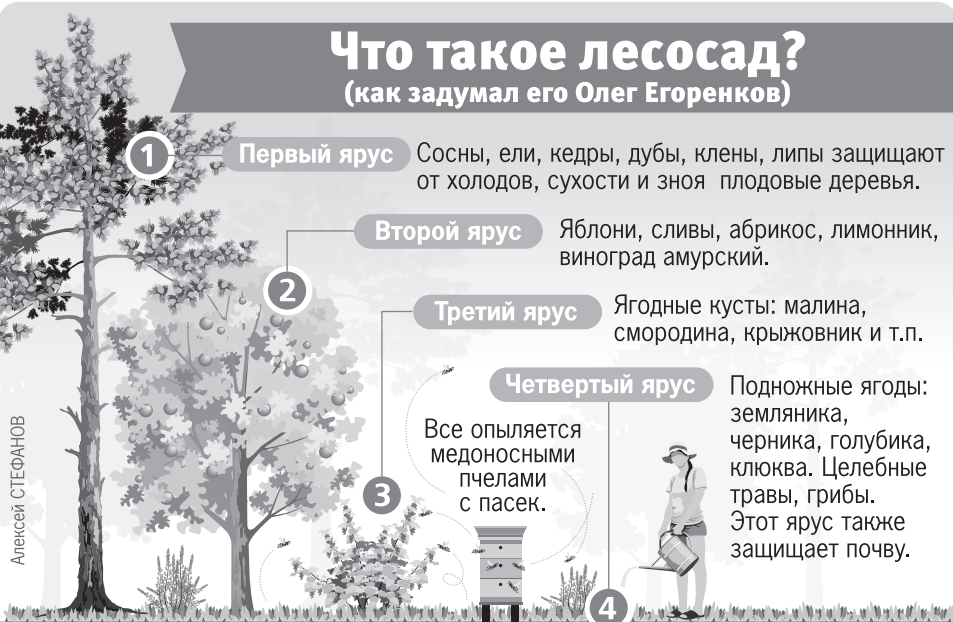 Что такое лесосад?
(как задумал его Олег Егоренков)
1
Первый ярус
Сосны, ели, кедры, дубы, клены, липы защищают
от холодов, сухости и зноя плодовые деревья.
2
Второй ярус
Яблони, сливы, абрикос, лимонник,
виноград амурский.
3
Третий ярус
Ягодные кусты: малина,
смородина, крыжовник и т.п.
4
Четвертый ярус
Подножные ягоды:
земляника,
черника, голубика,
клюква. Целебные
травы, грибы.
Этот ярус также
защищает почву.
Все опыляется
медоносными
пчелами
с пасек.
Алексей СТЕФАНОВ